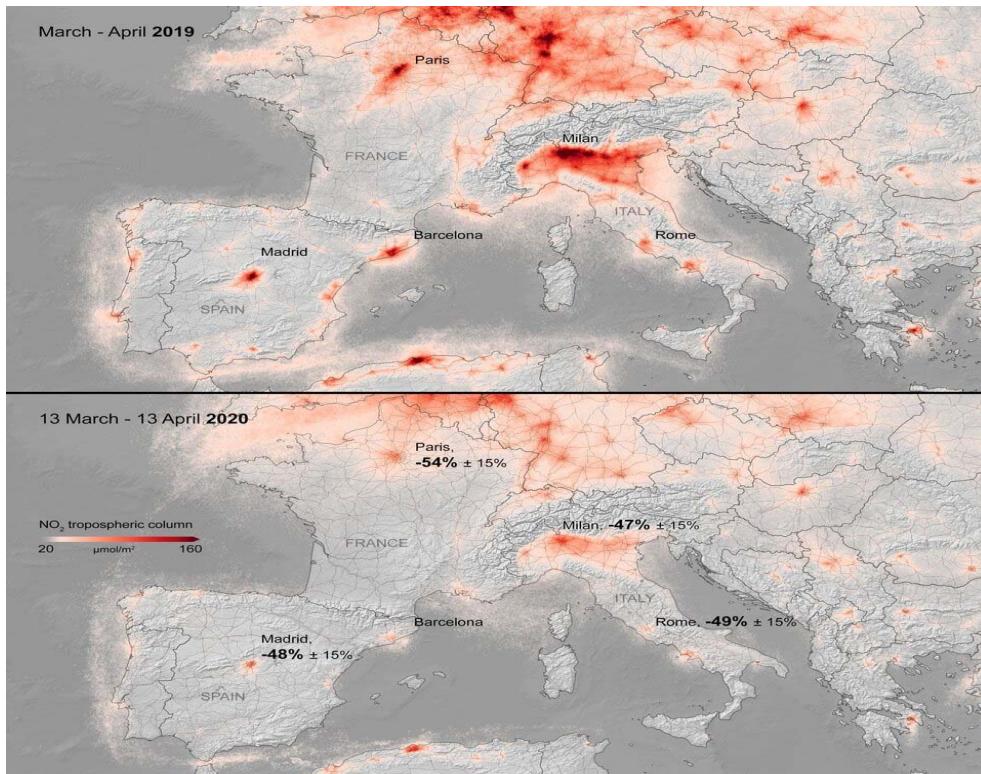 March - April 2019
Paris
Milan
FRANCE
ITALY
Barcelona
Rome
Madrid
SPAIN
13 March - 13 April 2020
Paris,
-54% ± 15%
NO₂ tropospheric column
20 µmol/m² 160
Milan, -47% ± 15%
FRANCE
ITALY
Barcelona
Rome, -49% ± 15%
Madrid,
-48% ± 15%
SPAIN